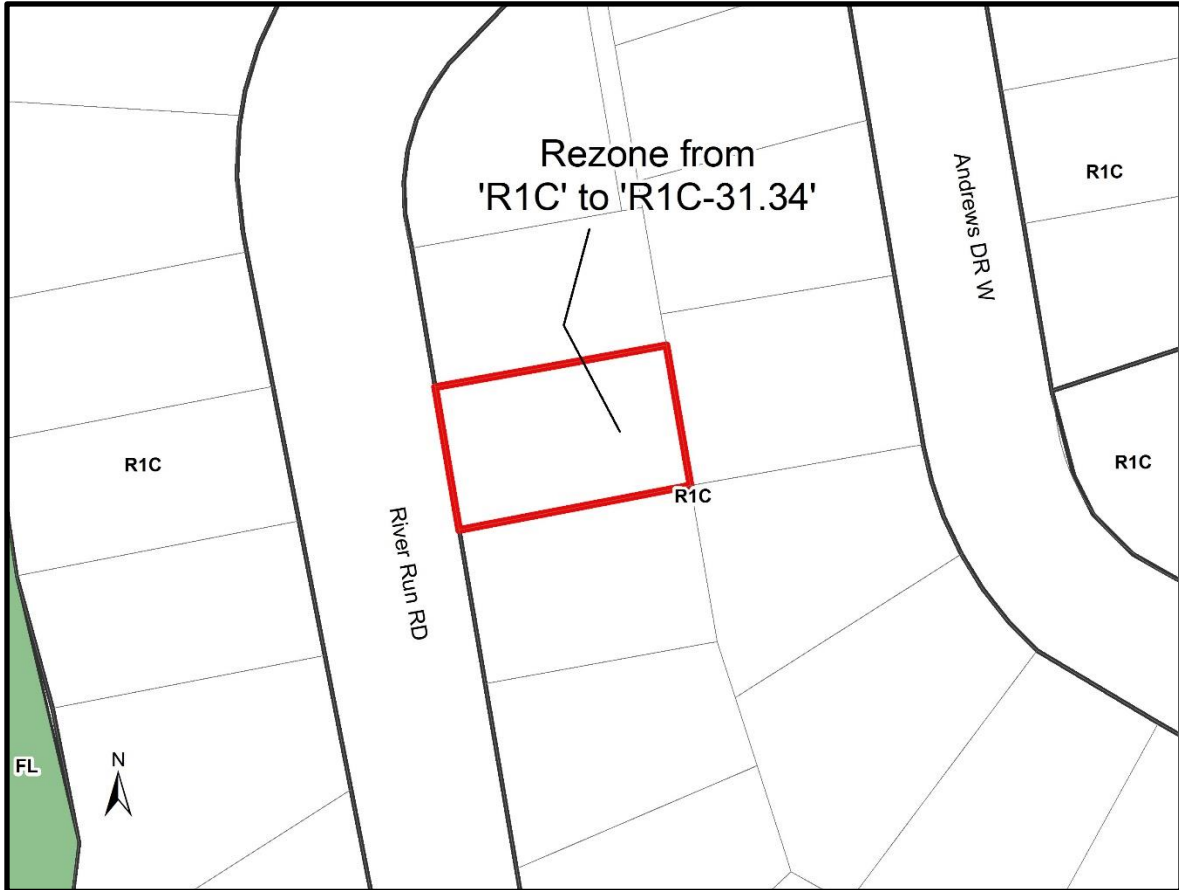 Rezone from
'R1C' to 'R1C-31.34'
Andrews DR W
R1C
R1C
R1C
R1C
River Run RD
FL
N